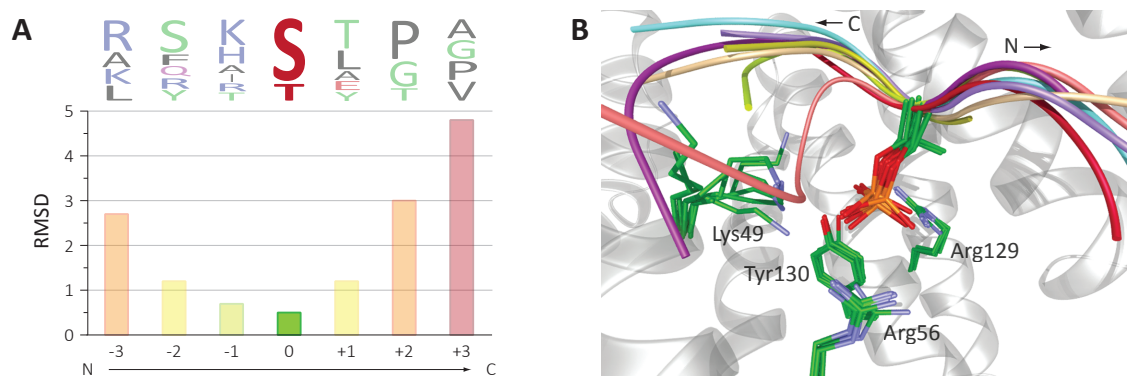 A
R S K S T P A
A F H T L G G
K Q A A T P
L R I E V
Y R Y
T
RMSD
5
4
3
2
1
0
-3 -2 -1 0 +1 +2 +3
N C
B
C
N
Lys49
Tyr130
Arg129
Arg56